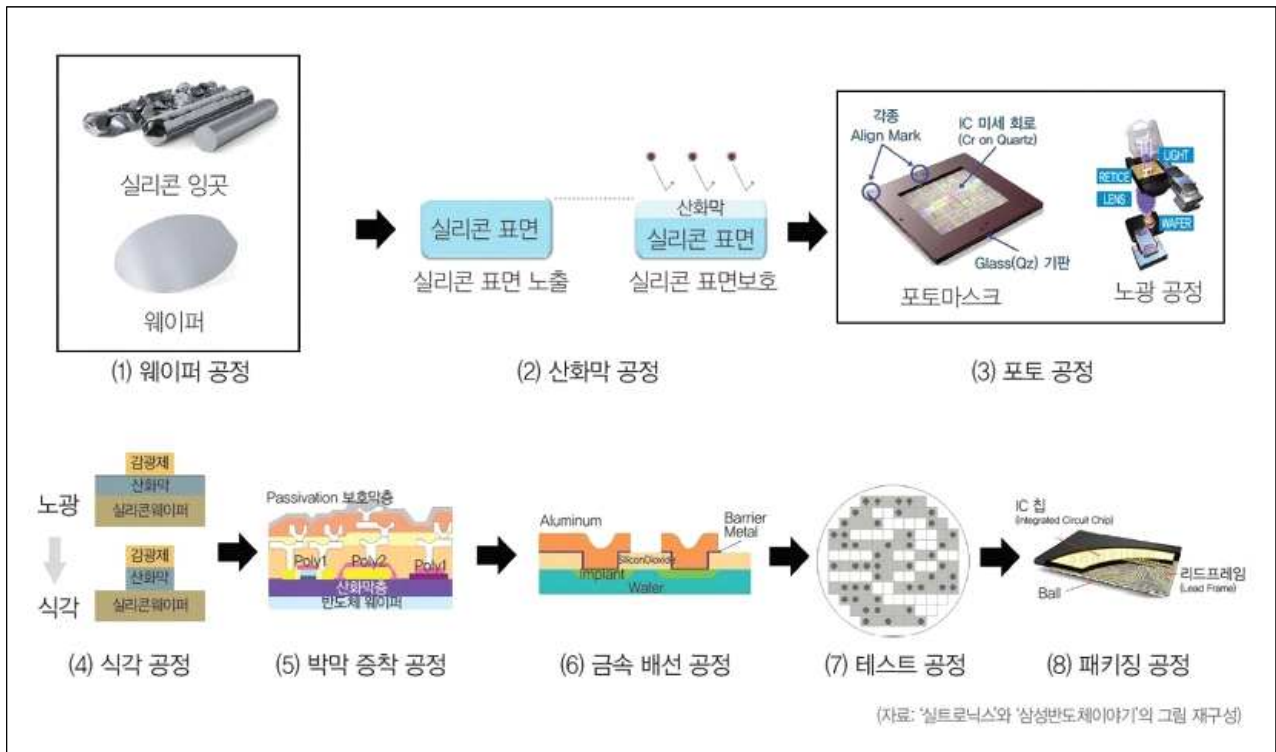 실리콘 잉곳
웨이퍼
(1) 웨이퍼 공정
실리콘 표면
실리콘 표면 노출
산화막
실리콘 표면
실리콘 표면보호
(2) 산화막 공정
각종
Align Mark
IC 미세 회로
(Cr on Quartz)
Glass(Qz) 기판
포토마스크
LIGHT
RETICE
LENS
WAFER
노광 공정
(3) 포토 공정
노광
감광제
산화막
실리콘웨이퍼
식각
감광제
산화막
실리콘웨이퍼
(4) 식각 공정
Passivation 보호막층
Poly1
Poly2
Poly1
산화막층
반도체 웨이퍼
(5) 박막 증착 공정
Aluminum
Barrier
Metal
SiliconDioxide
Implant
Wafer
(6) 금속 배선 공정
(7) 테스트 공정
IC 칩
(Integrated Circuit Chip)
리드프레임
(Lead Frame)
Ball
(8) 패키징 공정
(자료: '실트로닉스'와 '삼성반도체이야기'의 그림 재구성)